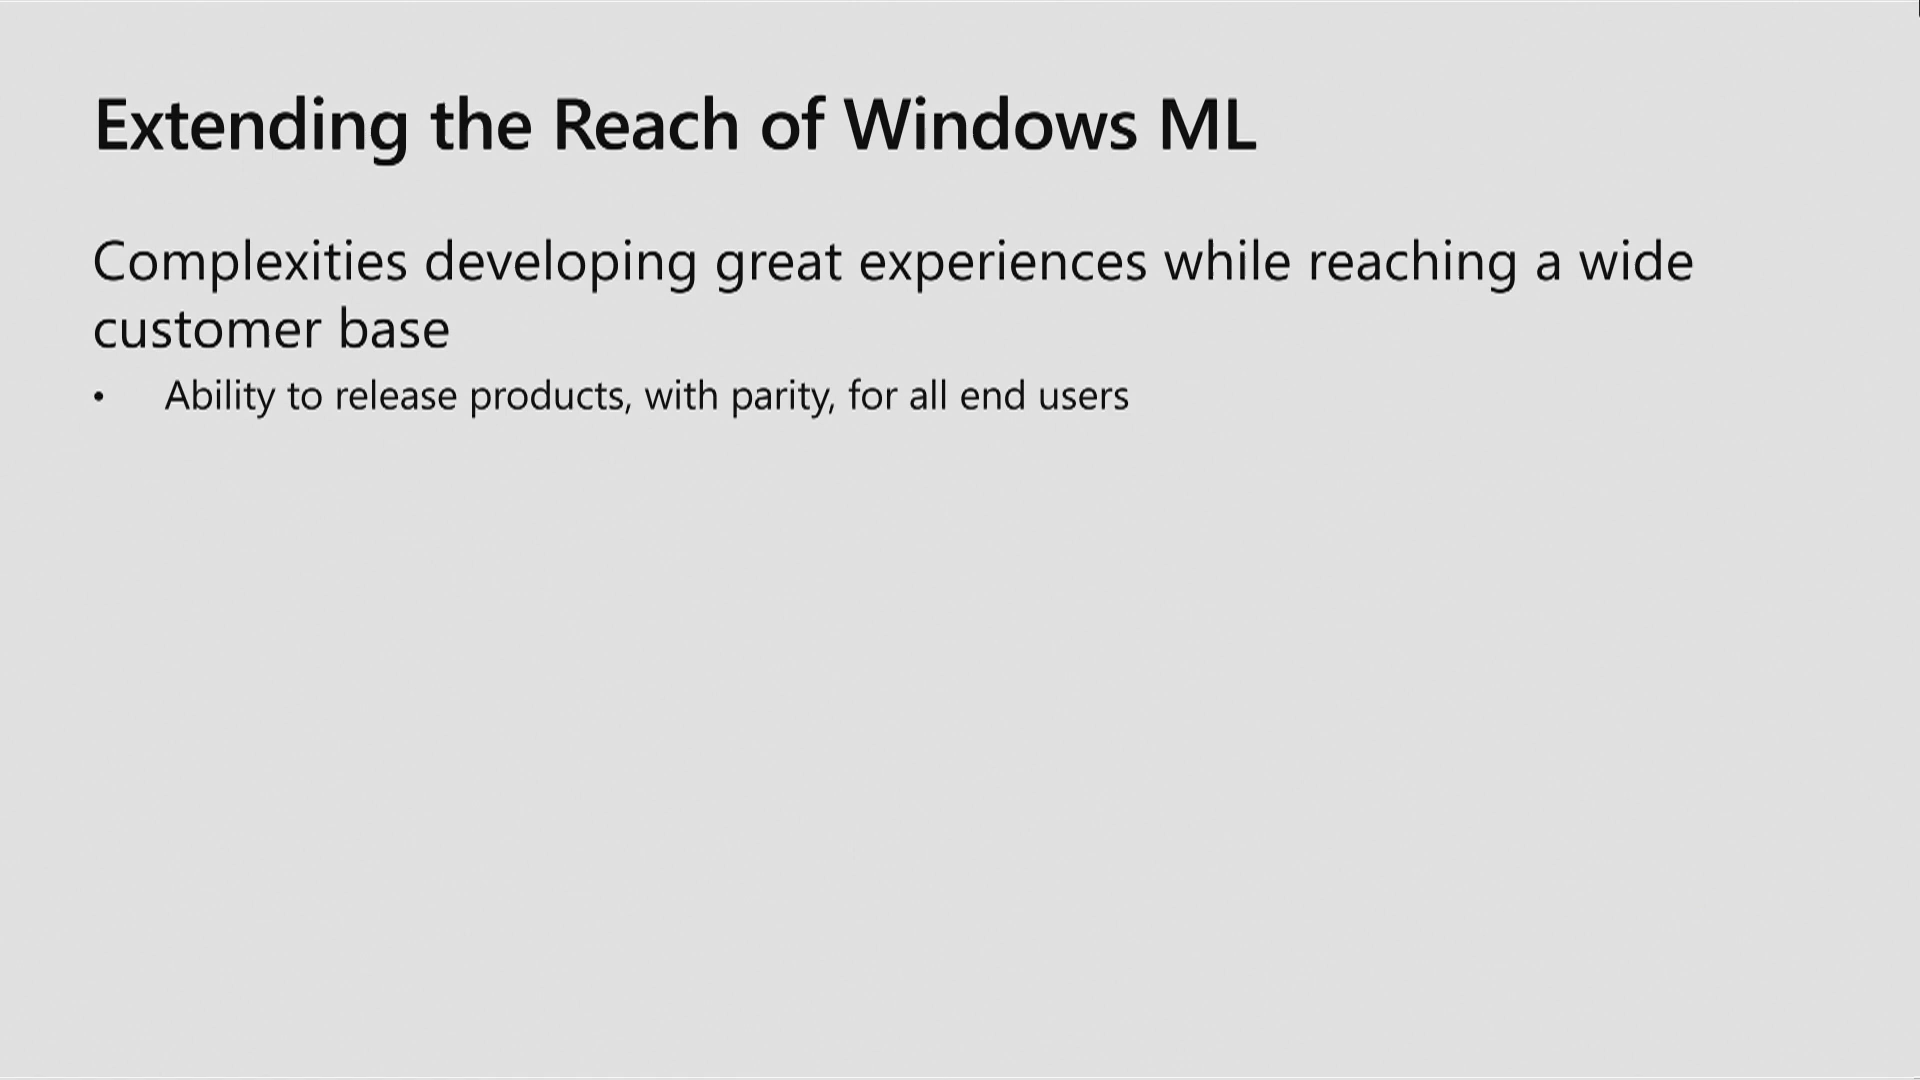 Extending the Reach of Windows ML
Complexities developing great experiences while reaching a wide
customer base
• Ability to release products, with parity, for all end users